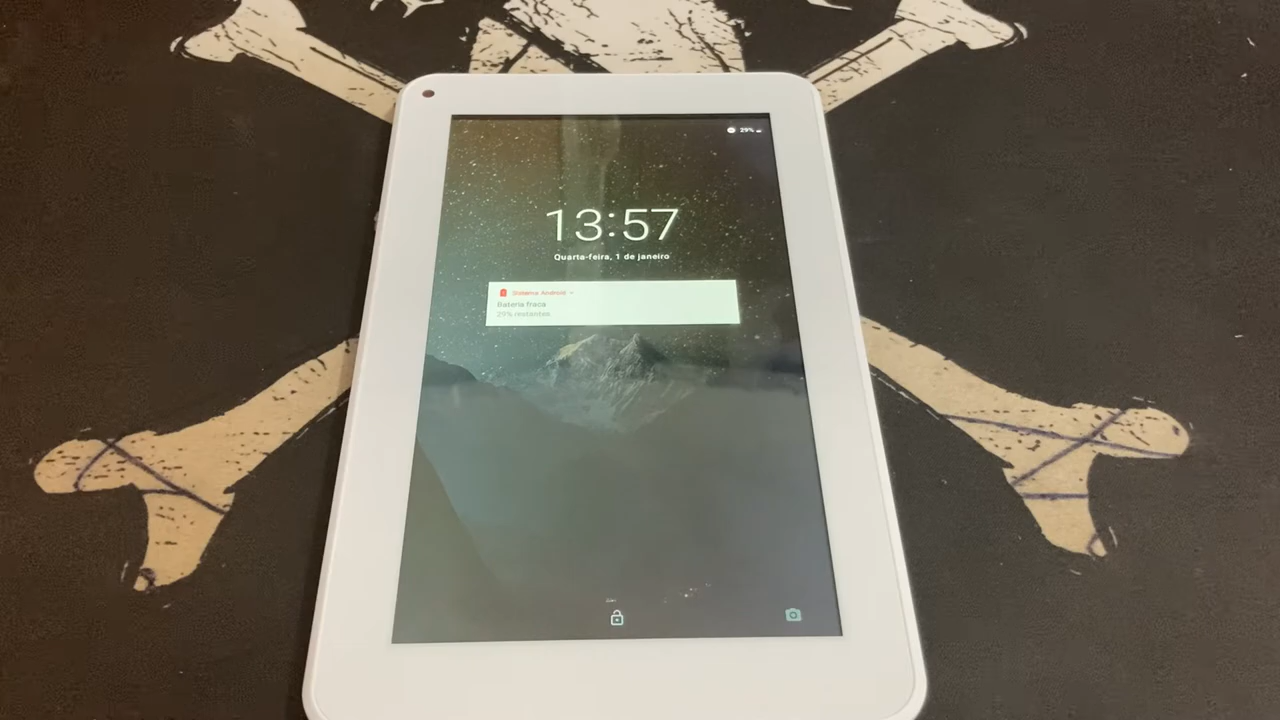 29%
13:57
Quarta-feira, 1 de janeiro
Sistema Android
Bateria fraca
29% restantes